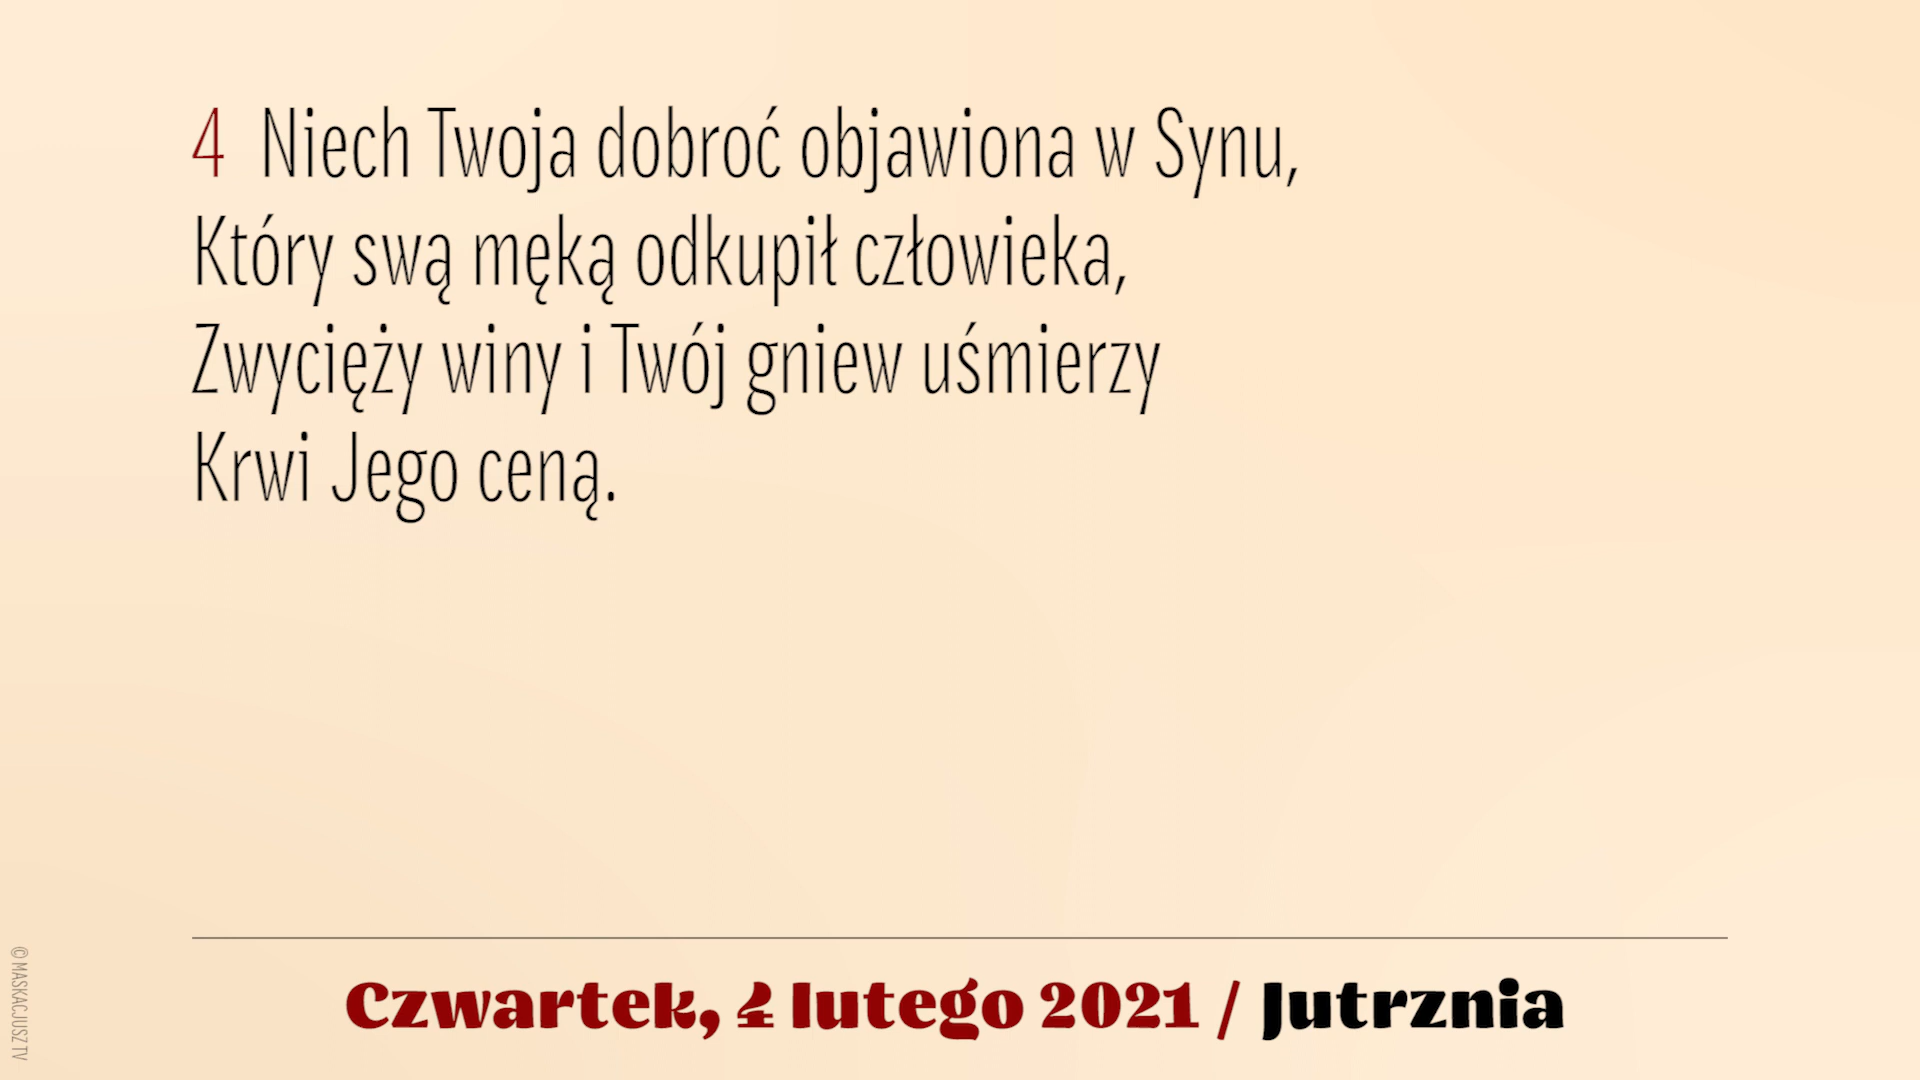 4 Niech Twoja dobroć objawiona w Synu,
Który swą męką odkupił człowieka,
Zwycięży winy i Twój gniew uśmierzy
Krwi Jego ceną.
Czwartek, 4 lutego 2021 / Jutrznia
© MASKACJUSZ TV